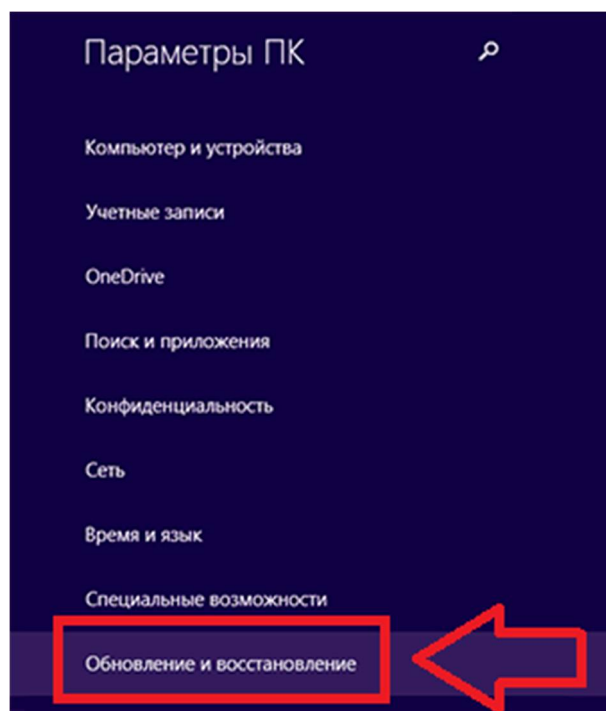 Параметры ПК
Компьютер и устройства
Учетные записи
OneDrive
Поиск и приложения
Конфиденциальность
Сеть
Время и язык
Специальные возможности
Обновление и восстановление